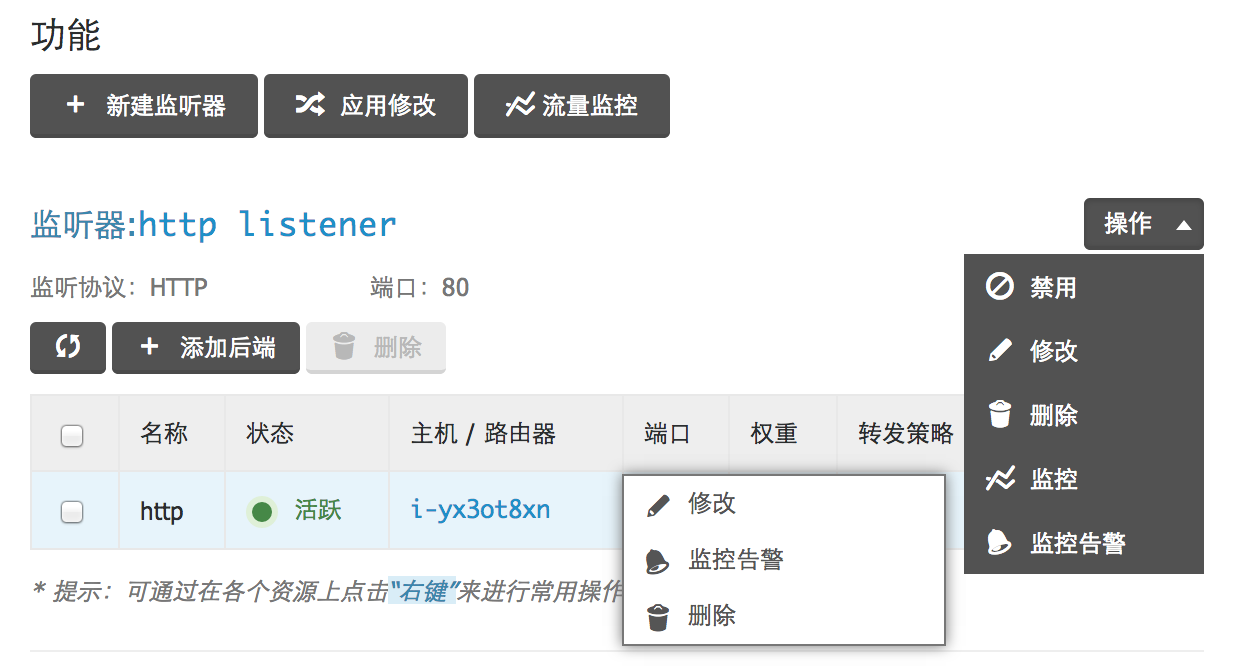 功能
新建监听器 应用修改 流量监控
监听器:http listener 操作
监听协议：HTTP 端口：80
禁用
修改
添加后端 删除
删除
名称 状态 主机 / 路由器 端口 权重 转发策略
监控
http 活跃 i-yx3ot8xn
修改
监控告警
监控告警
* 提示：可通过在各个资源上点击“右键”来进行常用操作
删除